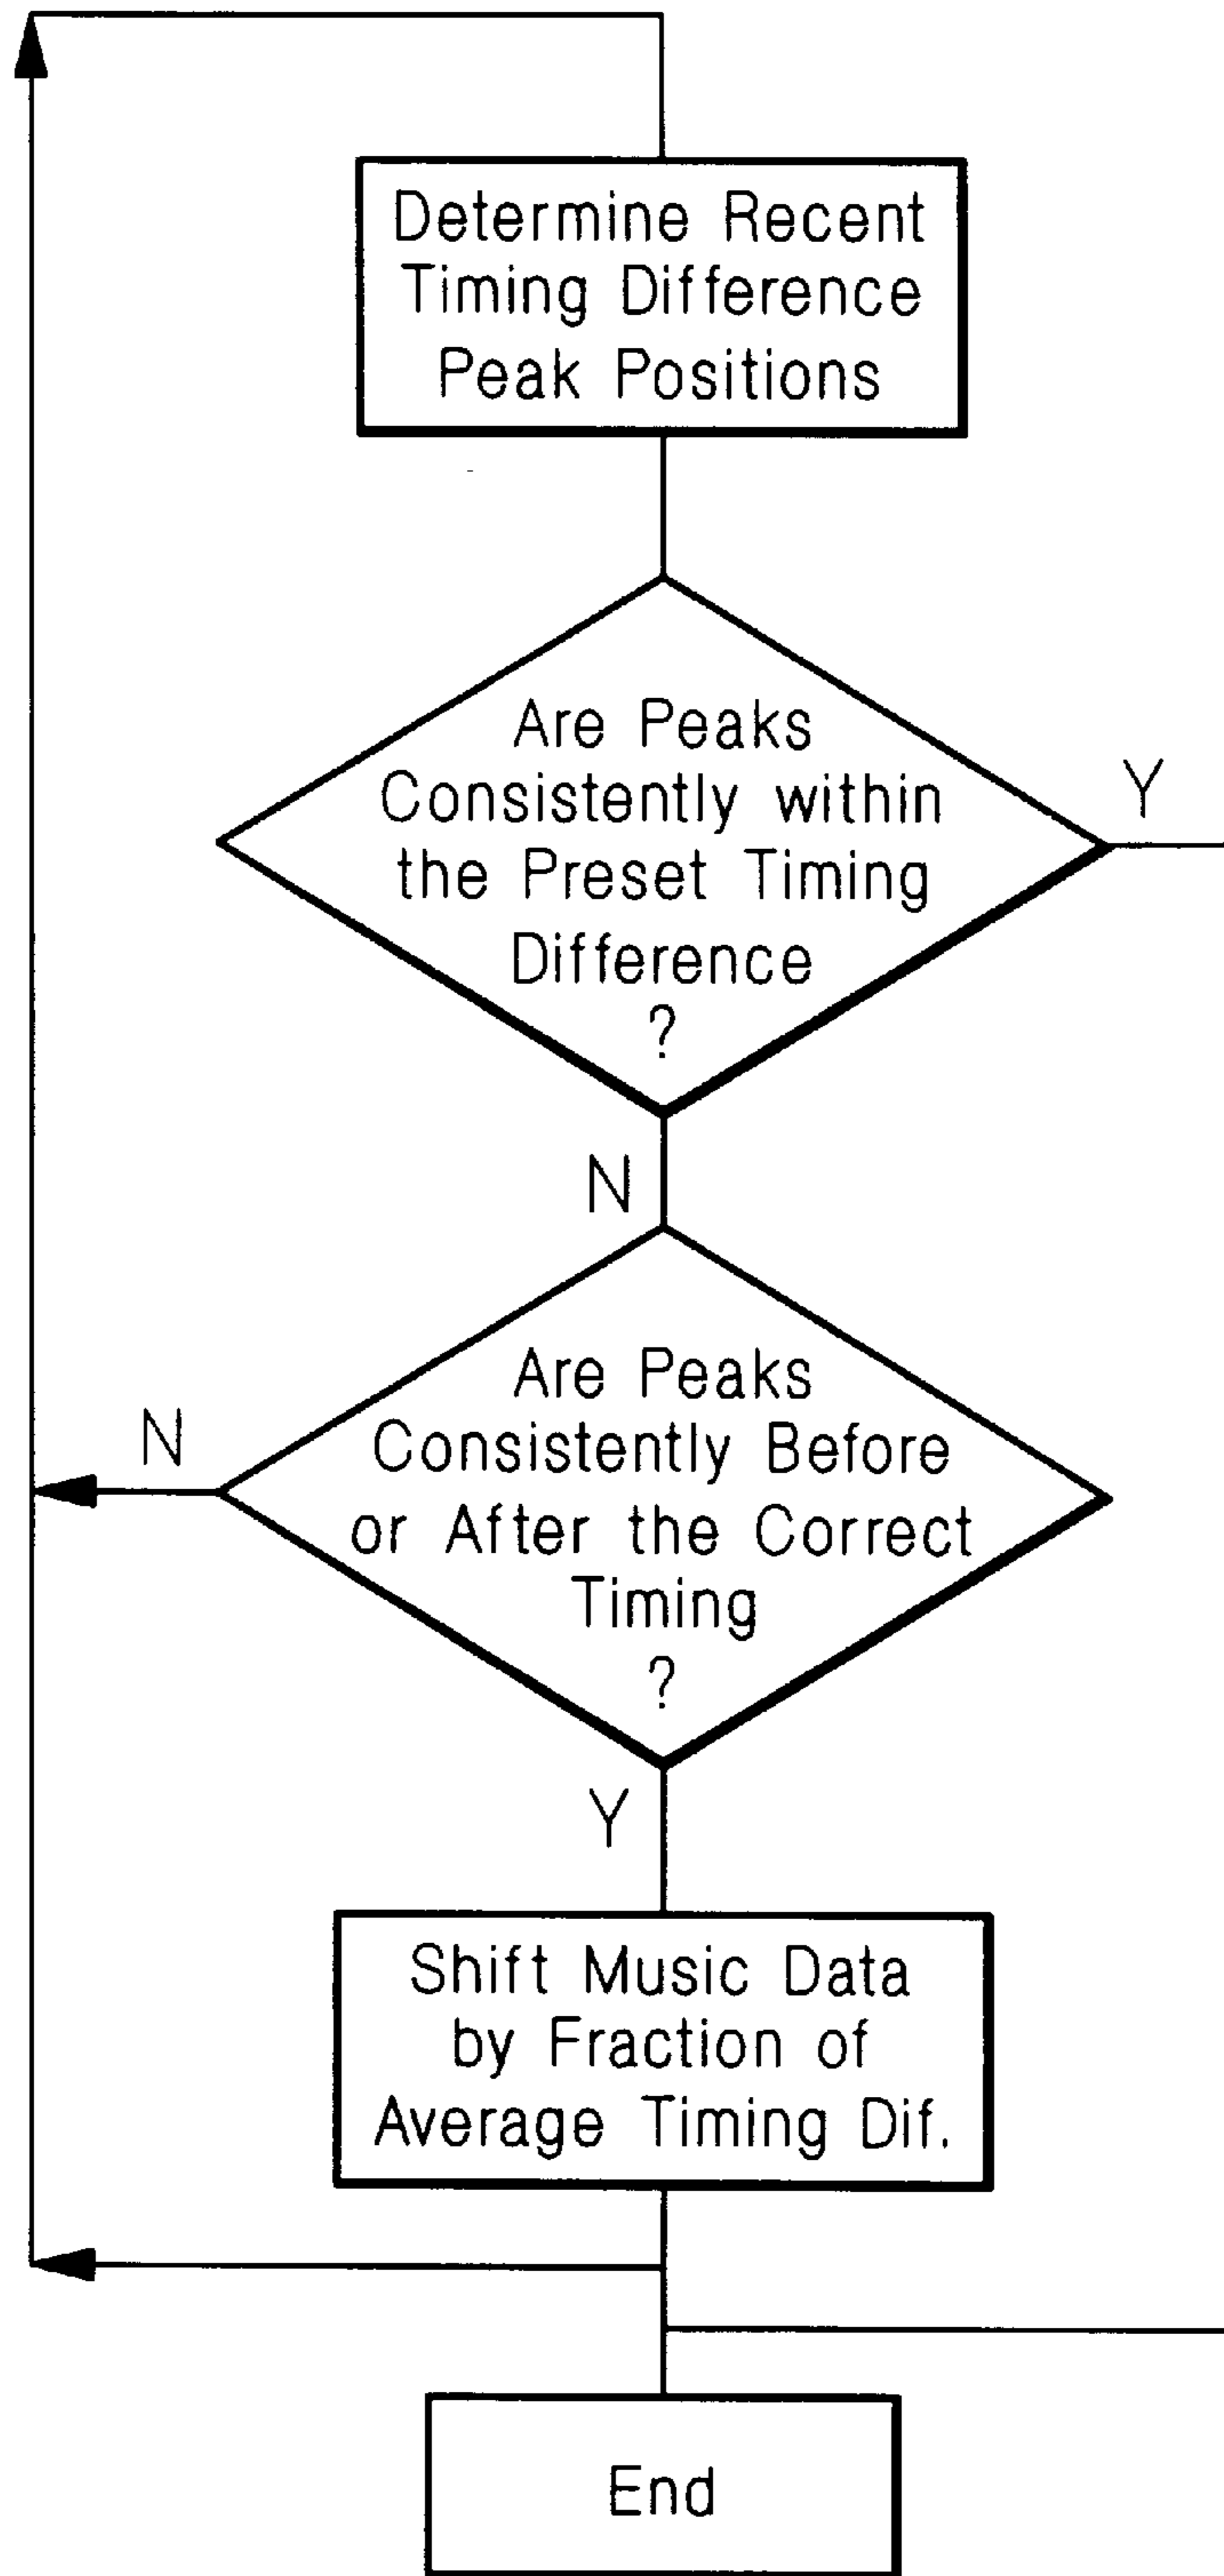 Determine Recent
Timing Difference
Peak Positions
Are Peaks
Consistently within
the Preset Timing
Difference
?
Y
N
Are Peaks
Consistently Before
or After the Correct
Timing
?
N
Y
Shift Music Data
by Fraction of
Average Timing Dif.
End